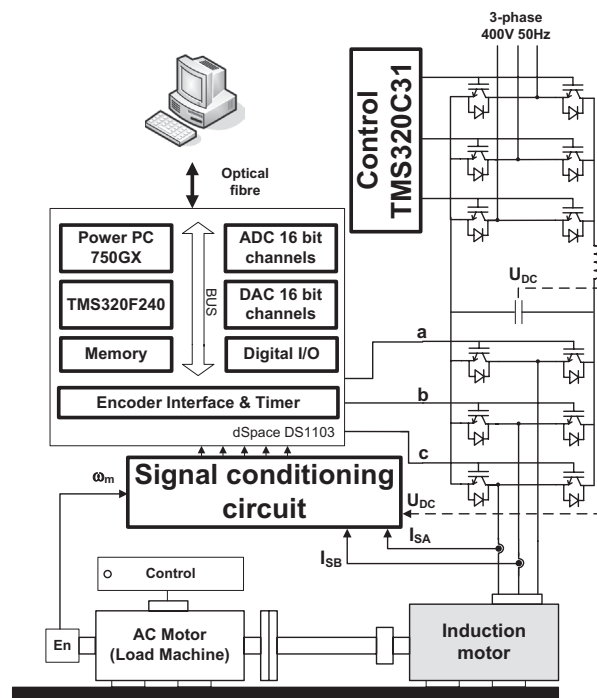 3-phase
400V 50Hz
Control
TMS320C31
Optical
fibre
Power PC
750GX
ADC 16 bit
channels
BUS
TMS320F240
DAC 16 bit
channels
Memory
Digital I/O
Encoder Interface & Timer
dSpace DS1103
UDC
a
b
c
Signal conditioning
circuit
ωm
UDC
ISA
ISB
Control
En
AC Motor
(Load Machine)
Induction
motor